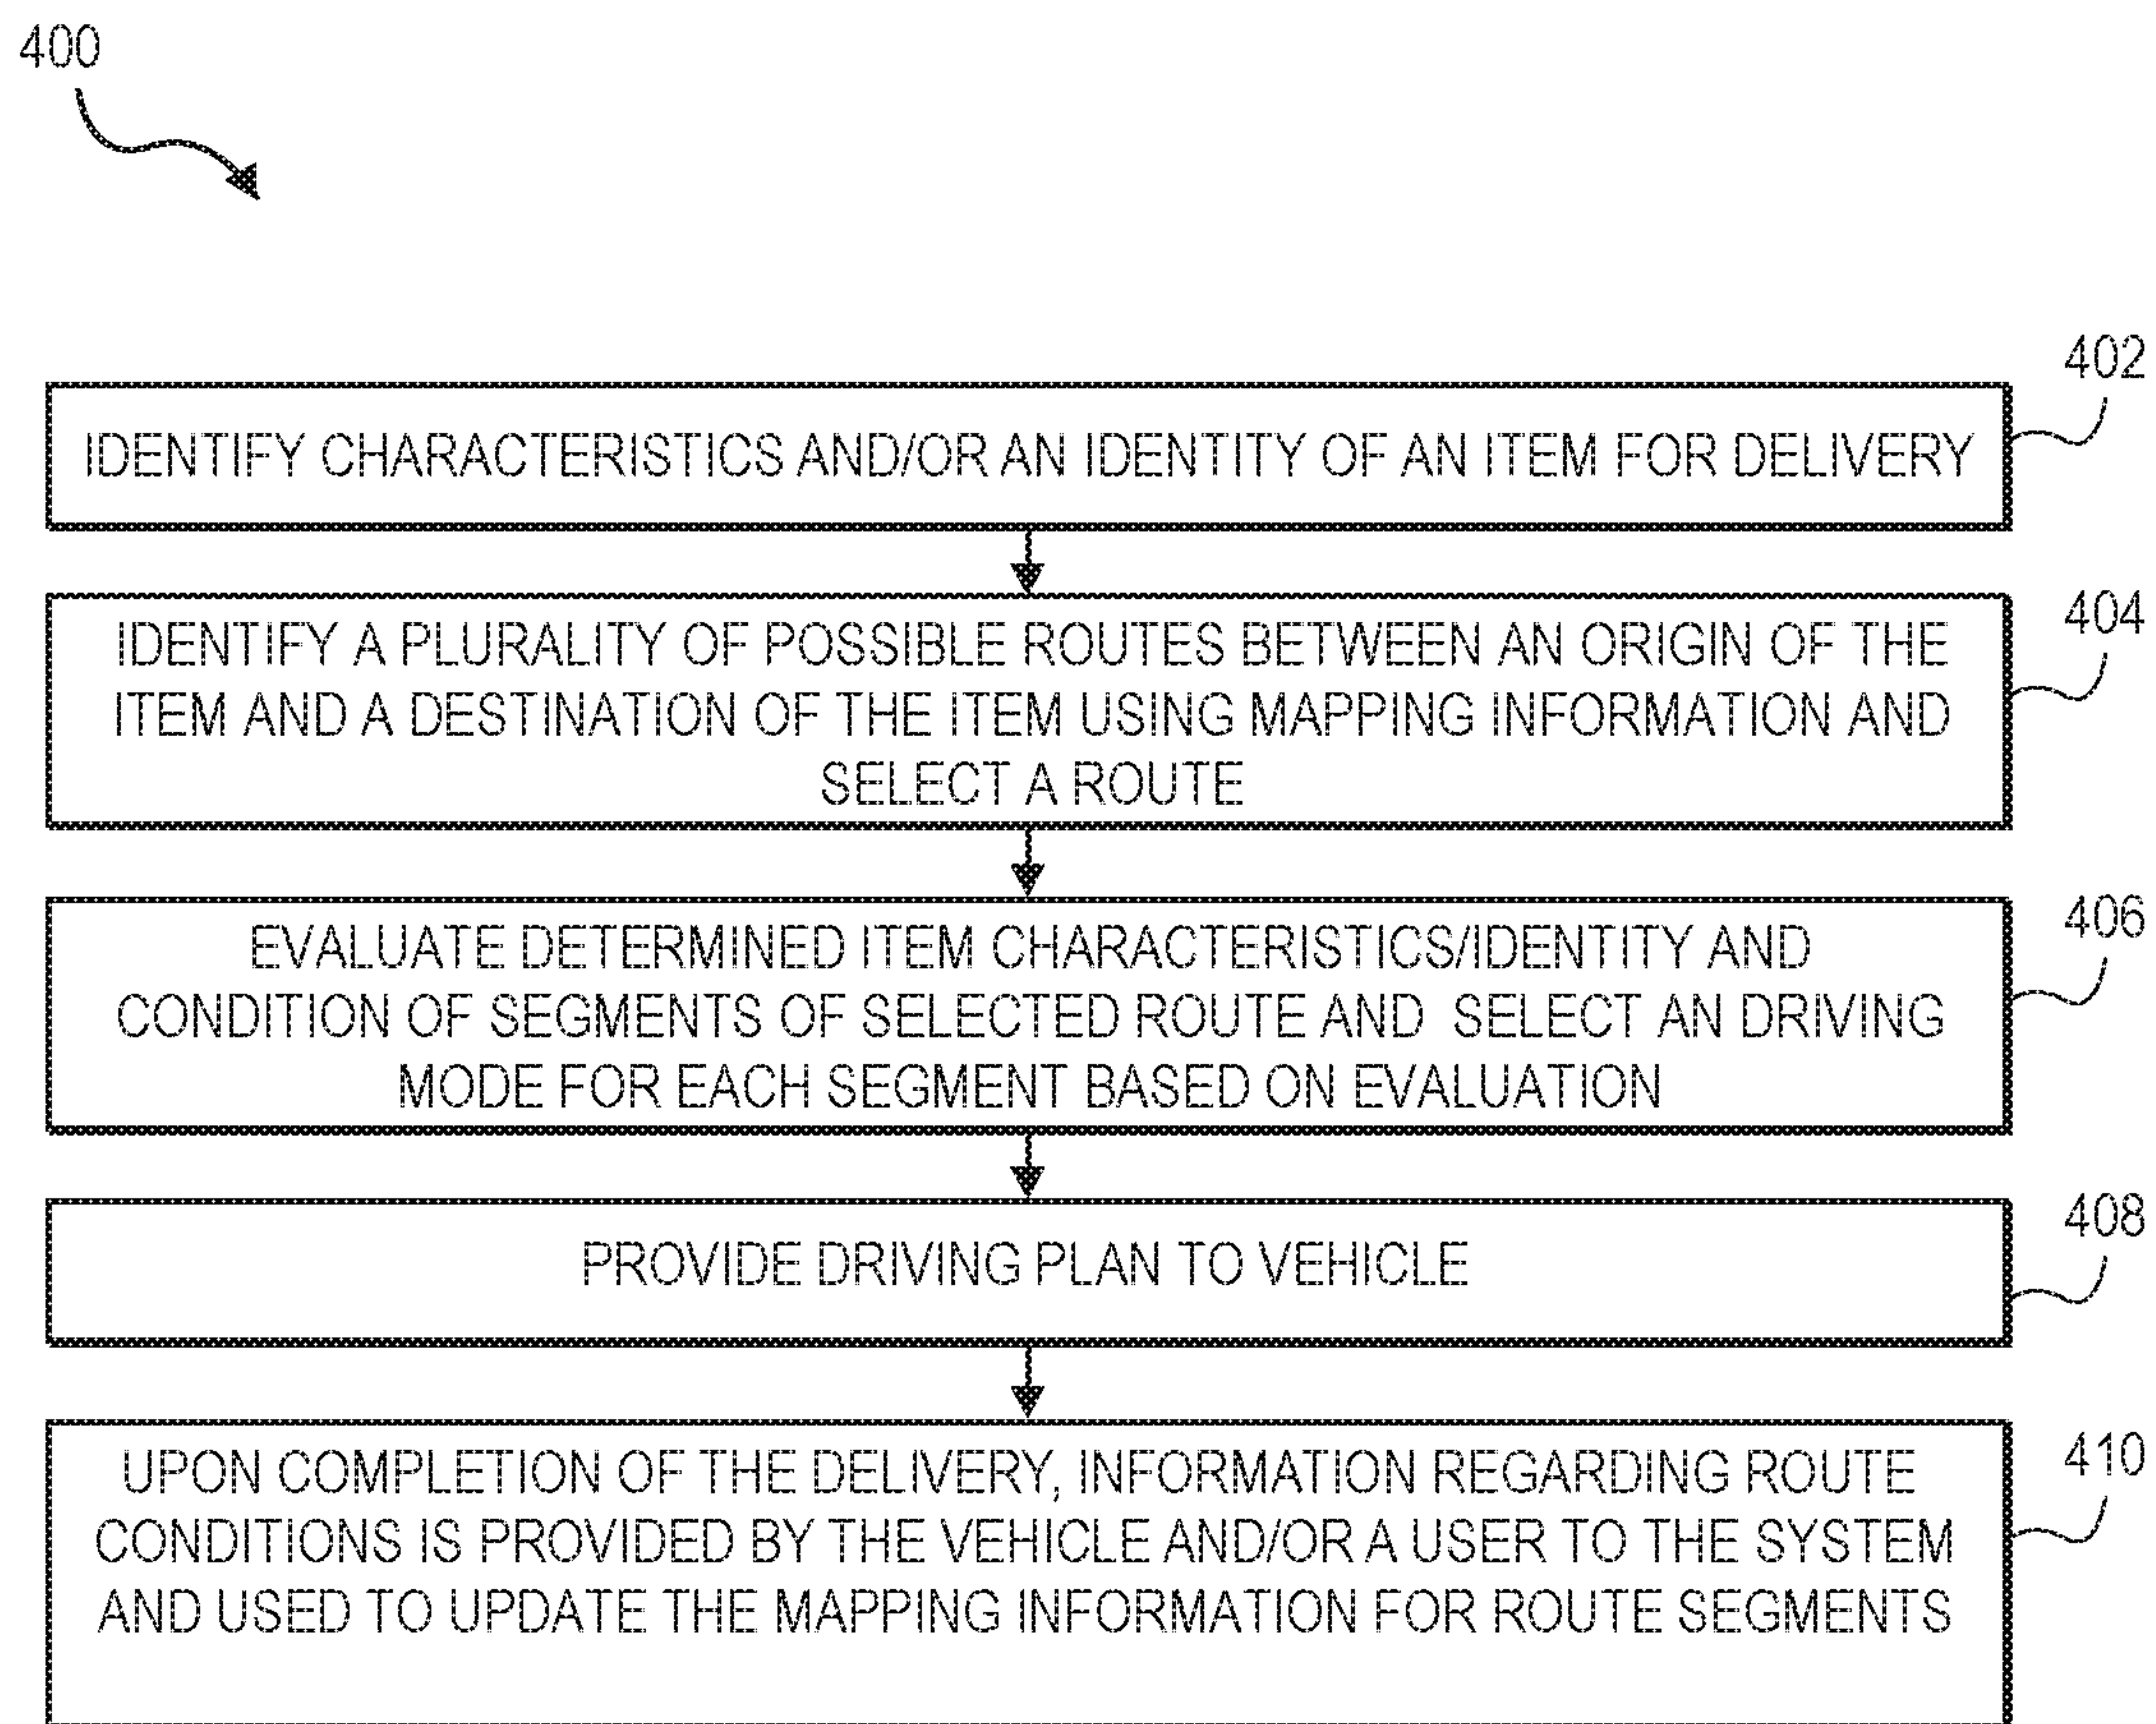 400
402
IDENTIFY CHARACTERISTICS AND/OR AN IDENTITY OF AN ITEM FOR DELIVERY
404
IDENTIFY A PLURALITY OF POSSIBLE ROUTES BETWEEN AN ORIGIN OF THE
ITEM AND A DESTINATION OF THE ITEM USING MAPPING INFORMATION AND
SELECT A ROUTE
406
EVALUATE DETERMINED ITEM CHARACTERISTICS/IDENTITY AND
CONDITION OF SEGMENTS OF SELECTED ROUTE AND SELECT AN DRIVING
MODE FOR EACH SEGMENT BASED ON EVALUATION
408
PROVIDE DRIVING PLAN TO VEHICLE
410
UPON COMPLETION OF THE DELIVERY, INFORMATION REGARDING ROUTE
CONDITIONS IS PROVIDED BY THE VEHICLE AND/OR A USER TO THE SYSTEM
AND USED TO UPDATE THE MAPPING INFORMATION FOR ROUTE SEGMENTS